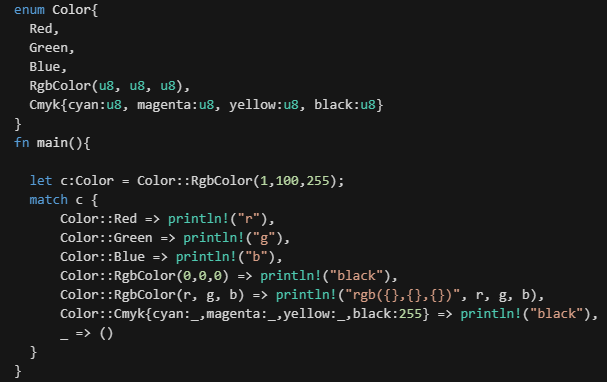 enum Color{
  Red,
  Green,
  Blue,
  RgbColor(u8, u8, u8),
  Cmyk{cyan:u8, magenta:u8, yellow:u8, black:u8}
}
fn main(){
  let c:Color = Color::RgbColor(1,100,255);
  match c {
      Color::Red => println!("r"),
      Color::Green => println!("g"),
      Color::Blue => println!("b"),
      Color::RgbColor(0,0,0) => println!("black"),
      Color::RgbColor(r, g, b) => println!("rgb({},{},{})", r, g, b),
      Color::Cmyk{cyan:_,magenta:_,yellow:_,black:255} => println!("black"),
      _ => ()
  }
}